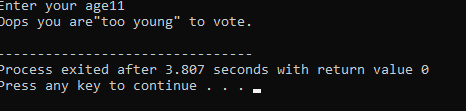 Enter your age11
Oops you are"too young" to vote.
--------------------------------
Process exited after 3.807 seconds with return value 0
Press any key to continue . . .